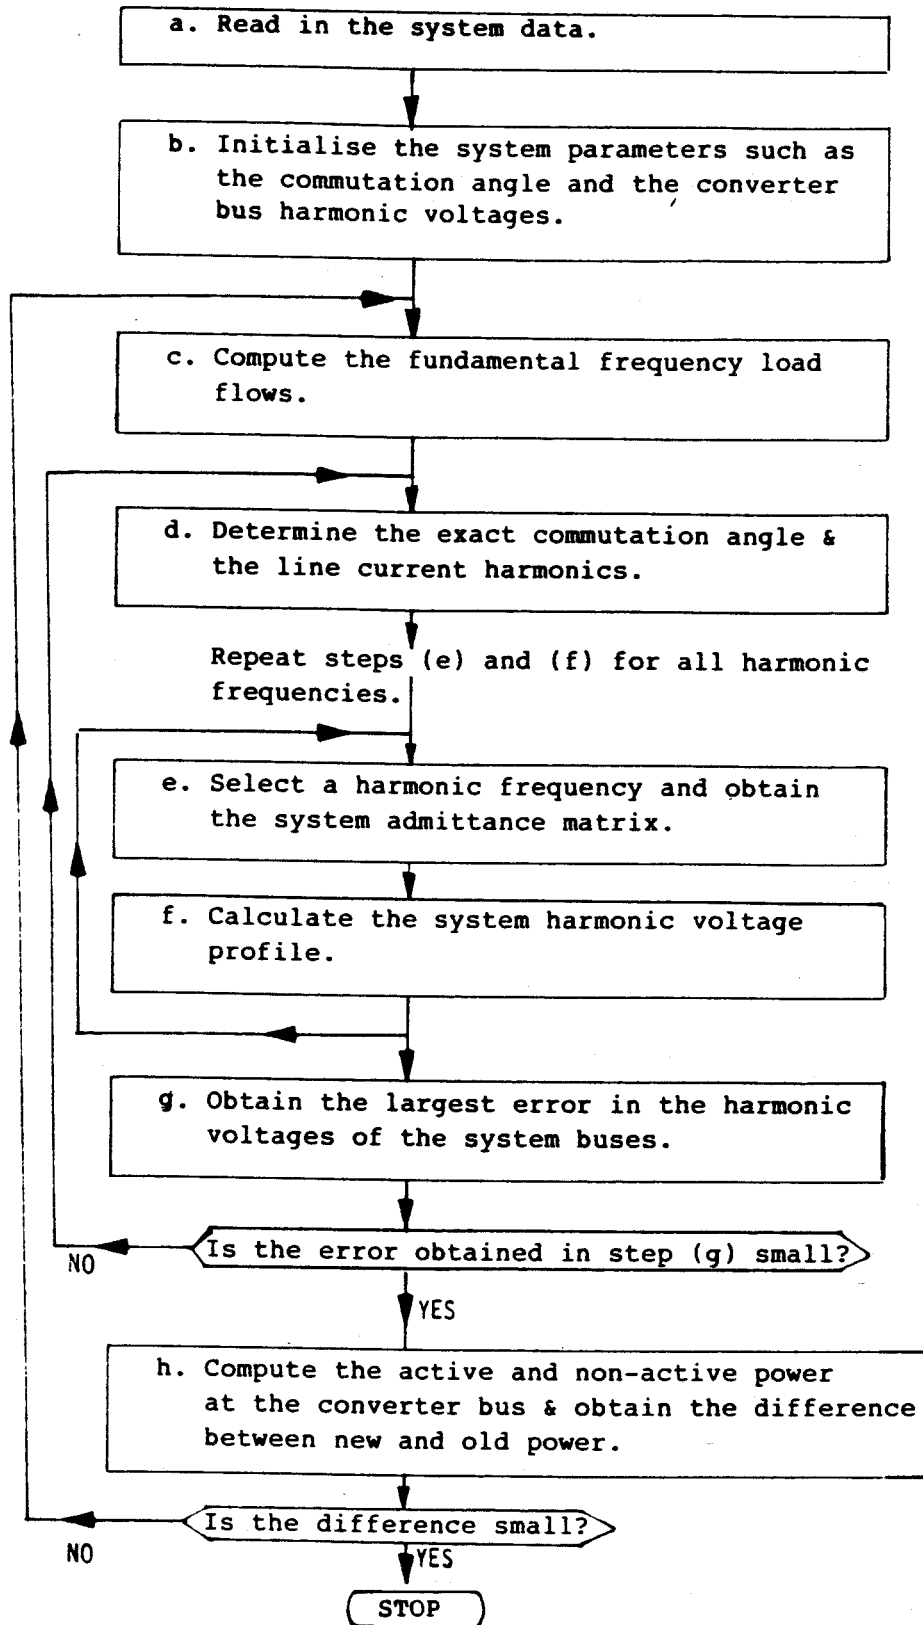 a. Read in the system data.
b. Initialise the system parameters such as
the commutation angle and the converter
bus harmonic voltages.
c. Compute the fundamental frequency load
flows.
d. Determine the exact commutation angle &
the line current harmonics.
Repeat steps (e) and (f) for all harmonic
frequencies.
e. Select a harmonic frequency and obtain
the system admittance matrix.
f. Calculate the system harmonic voltage
profile.
g. Obtain the largest error in the harmonic
voltages of the system buses.
Is the error obtained in step (g) small?
NO
YES
h. Compute the active and non-active power
at the converter bus & obtain the difference
between new and old power.
Is the difference small?
NO
YES
STOP